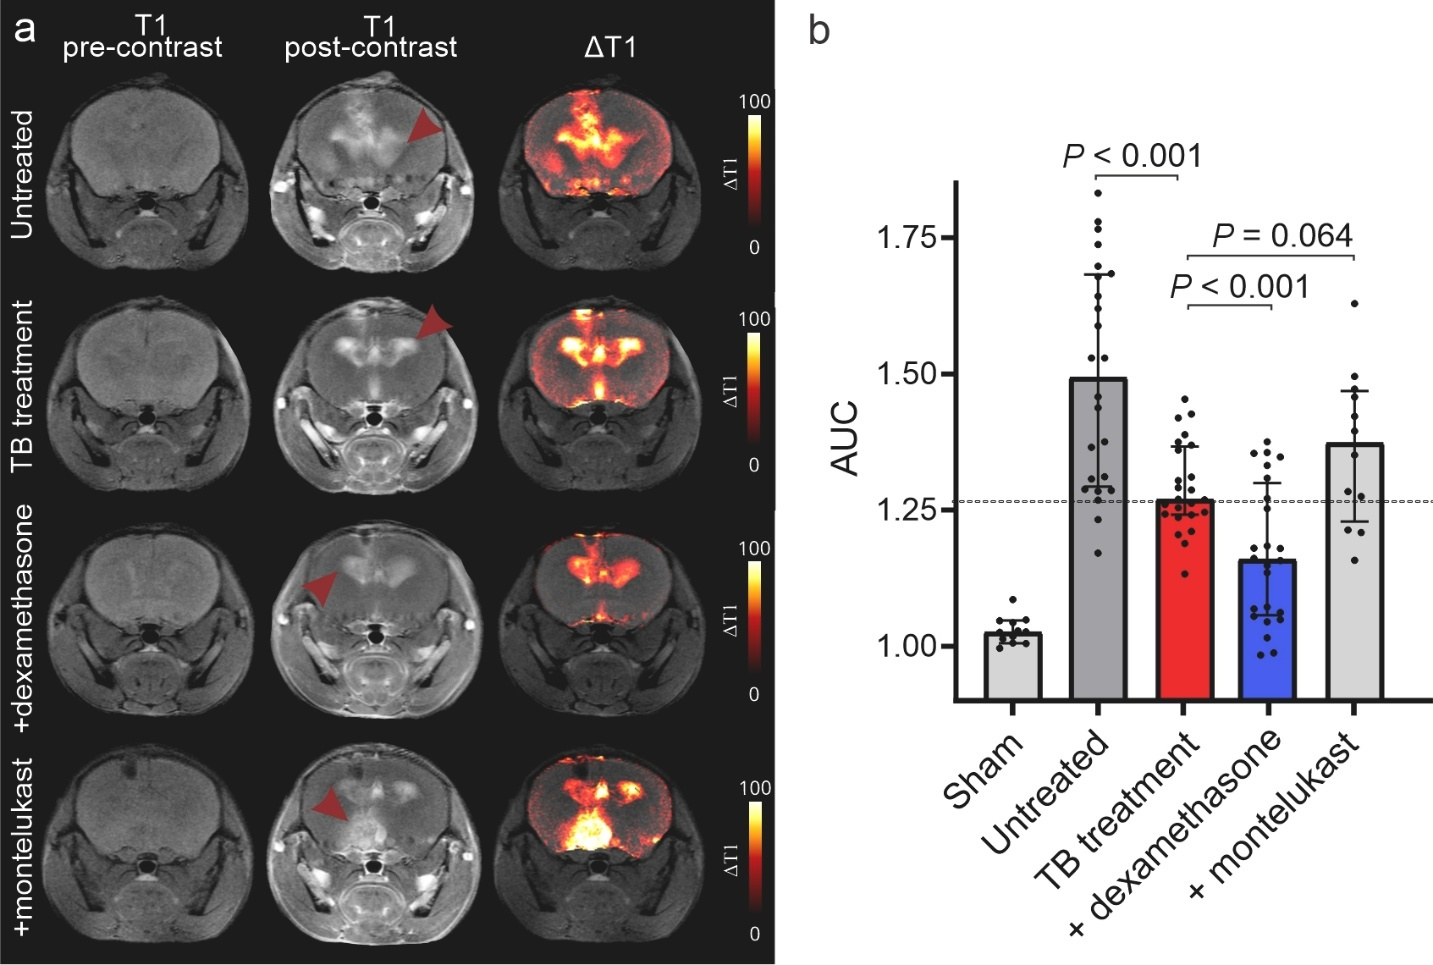 a
T1
pre-contrast
T1
post-contrast
ΔT1
Untreated
100
ΔT1
0
TB treatment
100
ΔT1
0
+dexamethasone
100
ΔT1
0
+montelukast
100
ΔT1
0
b
P < 0.001
P = 0.064
P < 0.001
AUC
1.75
1.50
1.25
1.00
Sham
Untreated
TB treatment
+ dexamethasone
+ montelukast